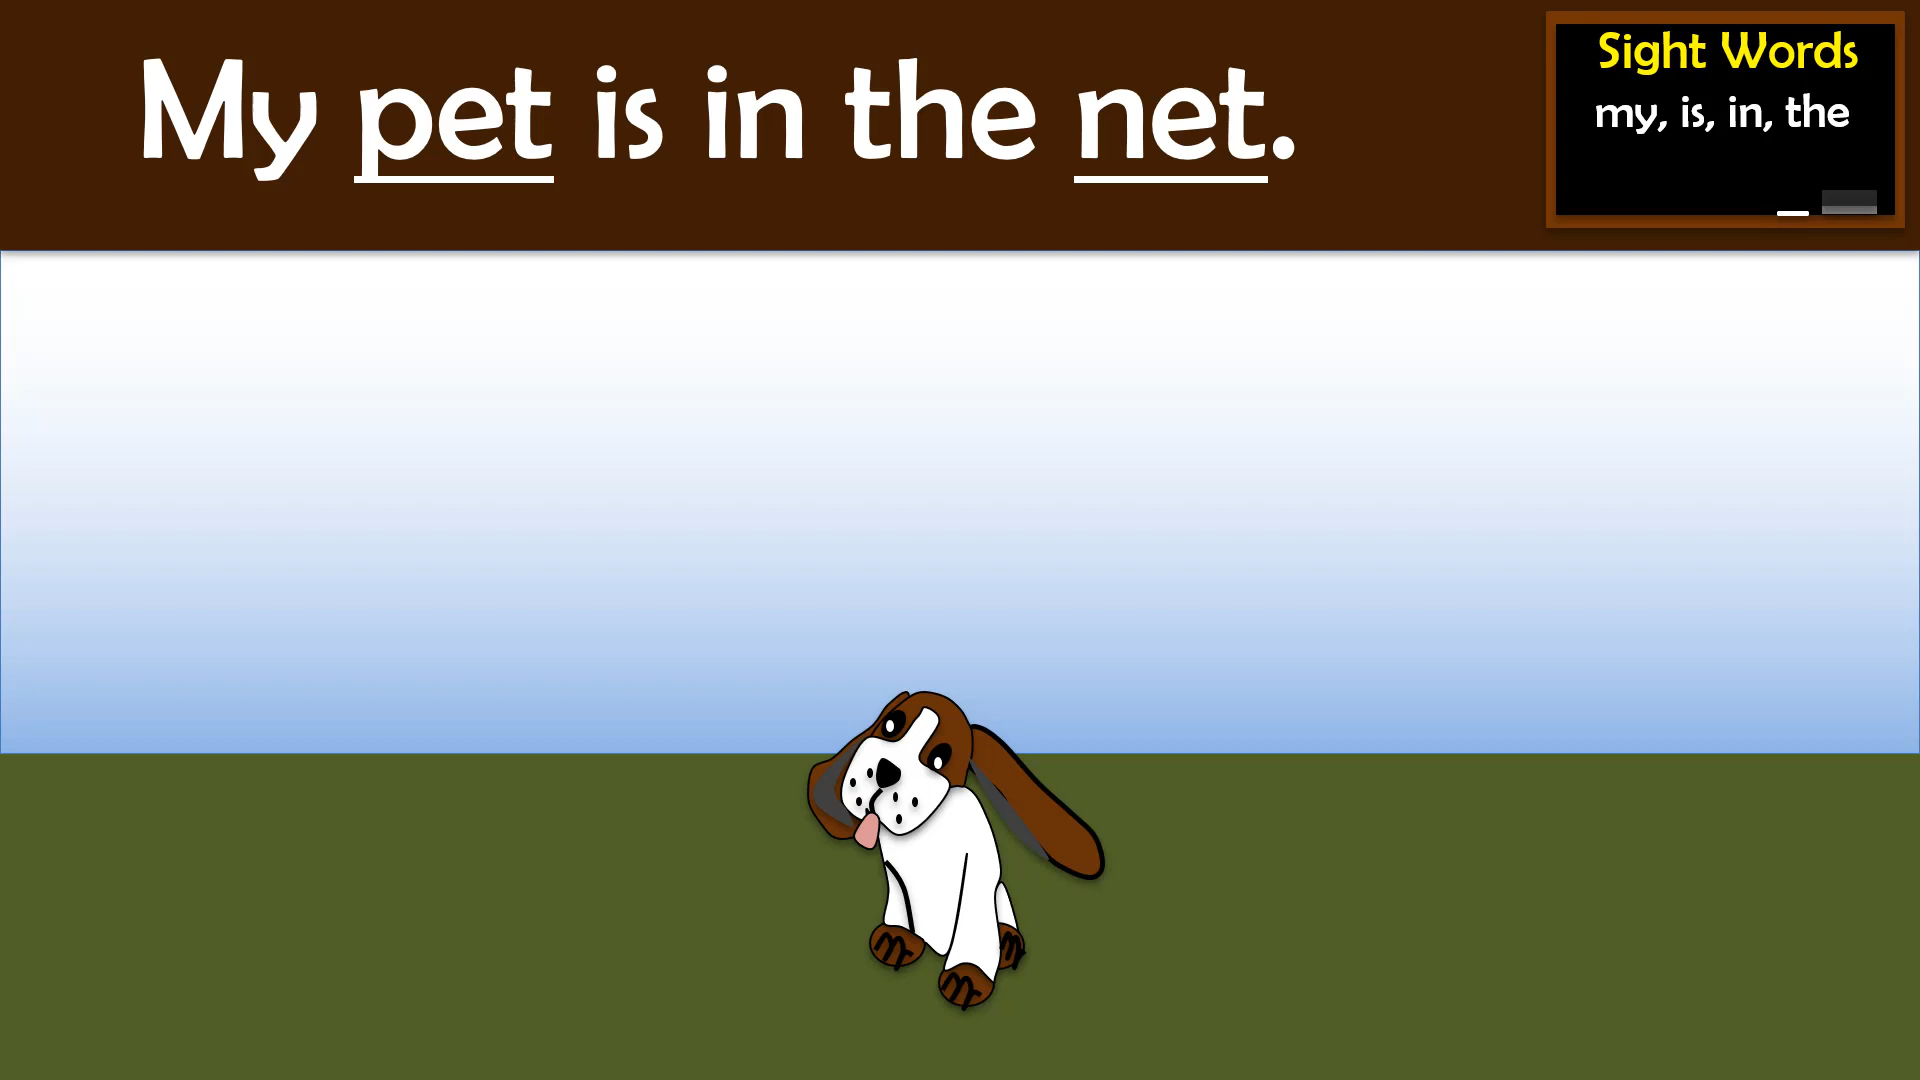 My pet is in the net.
Sight Words
my, is, in, the